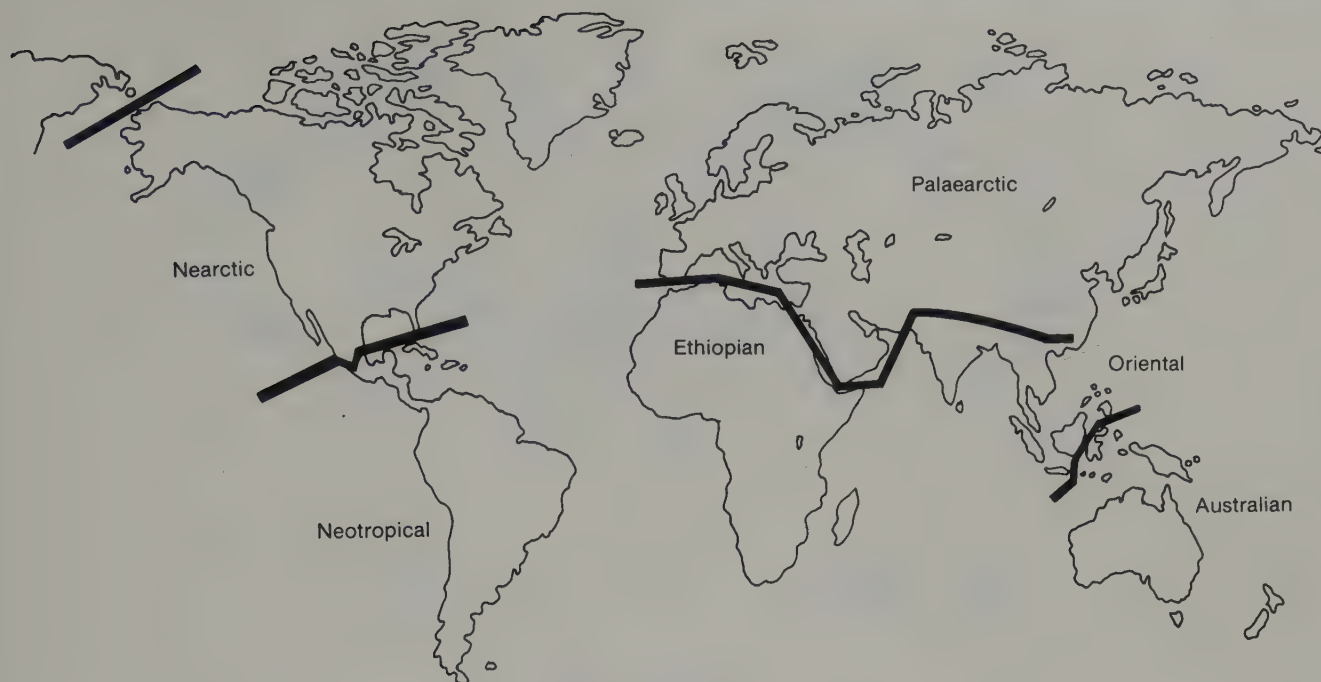 Palaearctic
Nearctic
Ethiopian
Oriental
Australian
Neotropical